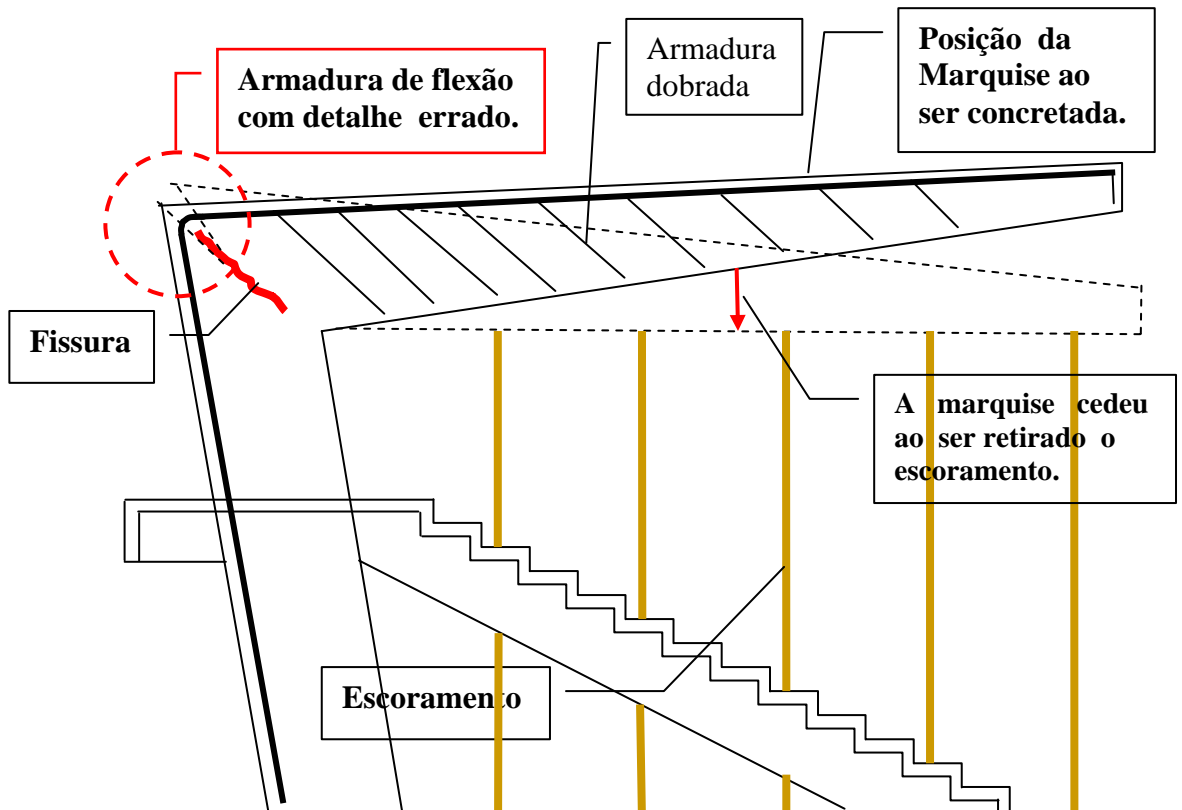 Armadura de flexão
com detalhe errado.
Armadura
dobrada
Posição da
Marquise ao
ser concretada.
Fissura
A marquise cedeu
ao ser retirado o
escoramento.
Escoramento